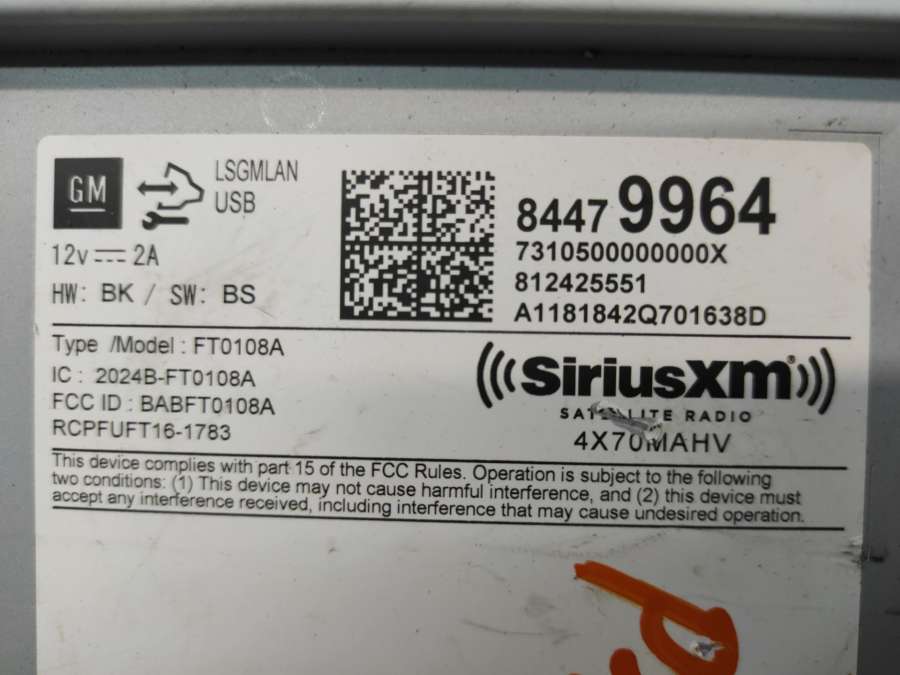 GM
LSGMLAN
USB
12v 2A
HW: BK / SW: BS
8447 9964
7310500000000X
812425551
A1181842Q701638D
Type /Model : FT0108A
IC : 2024B-FT0108A
FCC ID : BABFT0108A
RCPFUFT16-1783
SiriusXm®
SATELLITE RADIO
4X70MAHV
This device complies with part 15 of the FCC Rules. Operation is subject to the following
two conditions: (1) This device may not cause harmful interference, and (2) this device must
accept any interference received, including interference that may cause undesired operation.